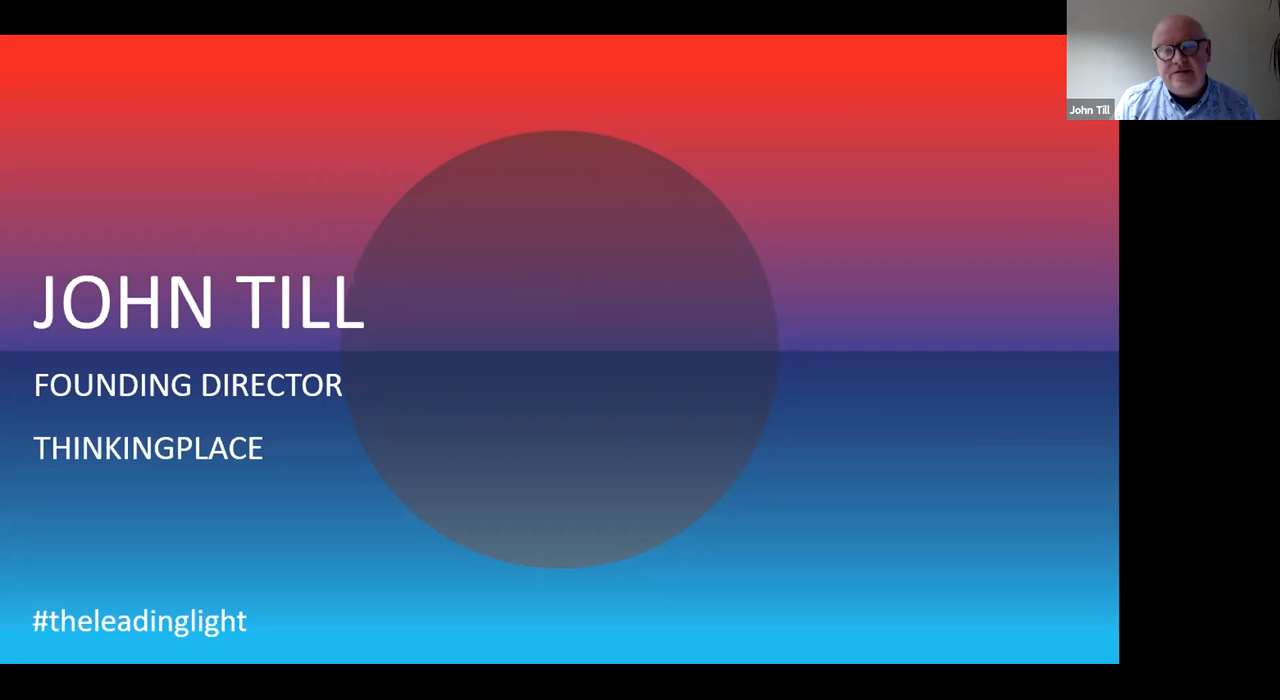 John Till
JOHN TILL
FOUNDING DIRECTOR
THINKINGPLACE
#theleadinglight